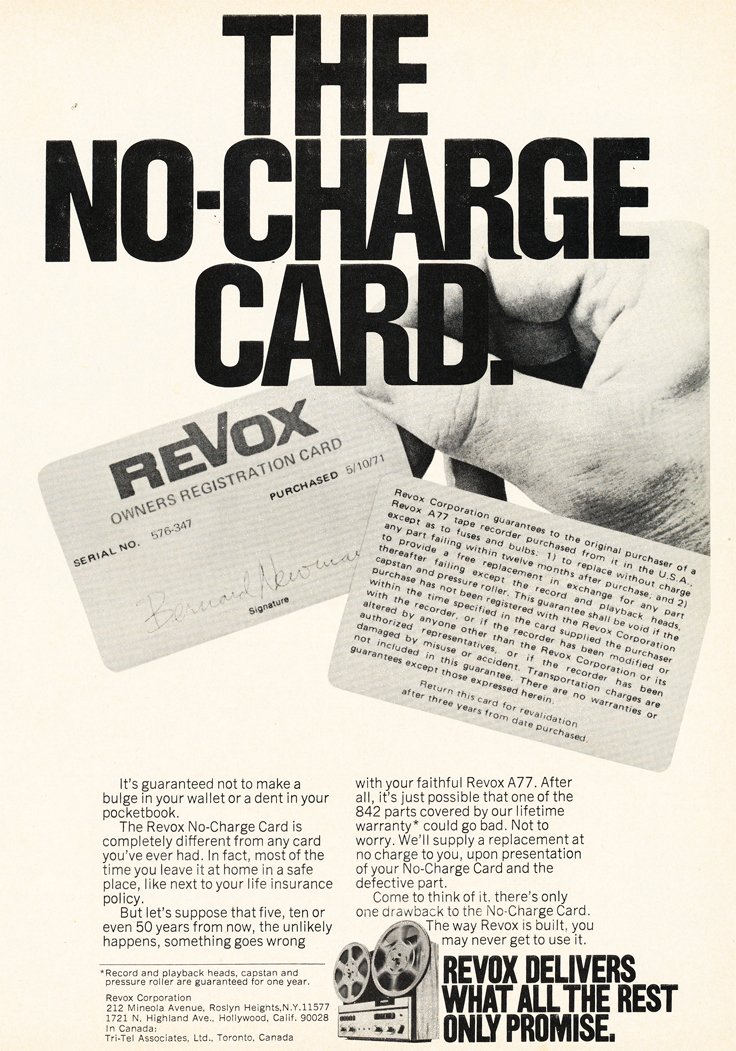 THE
NO-CHARGE
CARD.
REVOX
OWNERS REGISTRATION CARD
PURCHASED 5/10/71
SERIAL NO. 576-347
Bernard Newman
Signature
Revox Corporation guarantees to the original purchaser of a
Revox A77 tape recorder purchased from it in the U.S.A.,
except as to fuses and bulbs: 1) to replace without charge
any part failing within twelve months after purchase; and 2)
to provide a free replacement in exchange for any part
thereafter failing except the record and playback heads,
capstan and pressure roller. This guarantee shall be void if the
purchase has not been registered with the Revox Corporation
within the time specified in the card supplied the purchaser
with the recorder, or if the recorder has been modified or
altered by anyone other than the Revox Corporation or its
authorized representatives, or if the recorder has been
damaged by misuse or accident. Transportation charges are
not included in this guarantee. There are no warranties or
guarantees except those expressed herein.
Return this card for revalidation
after three years from date purchased.
It's guaranteed not to make a
bulge in your wallet or a dent in your
pocketbook.
The Revox No-Charge Card is
completely different from any card
you've ever had. In fact, most of the
time you leave it at home in a safe
place, like next to your life insurance
policy.
But let's suppose that five, ten or
even 50 years from now, the unlikely
happens, something goes wrong
with your faithful Revox A77. After
all, it's just possible that one of the
842 parts covered by our lifetime
warranty* could go bad. Not to
worry. We'll supply a replacement at
no charge to you, upon presentation
of your No-Charge Card and the
defective part.
Come to think of it. there's only
one drawback to the No-Charge Card.
The way Revox is built, you
may never get to use it.
*Record and playback heads, capstan and
pressure roller are guaranteed for one year.
Revox Corporation
212 Mineola Avenue, Roslyn Heights,N.Y.11577
1721 N. Highland Ave., Hollywood, Calif. 90028
In Canada:
Tri-Tel Associates, Ltd., Toronto, Canada
REVOX DELIVERS
WHAT ALL THE REST
ONLY PROMISE.